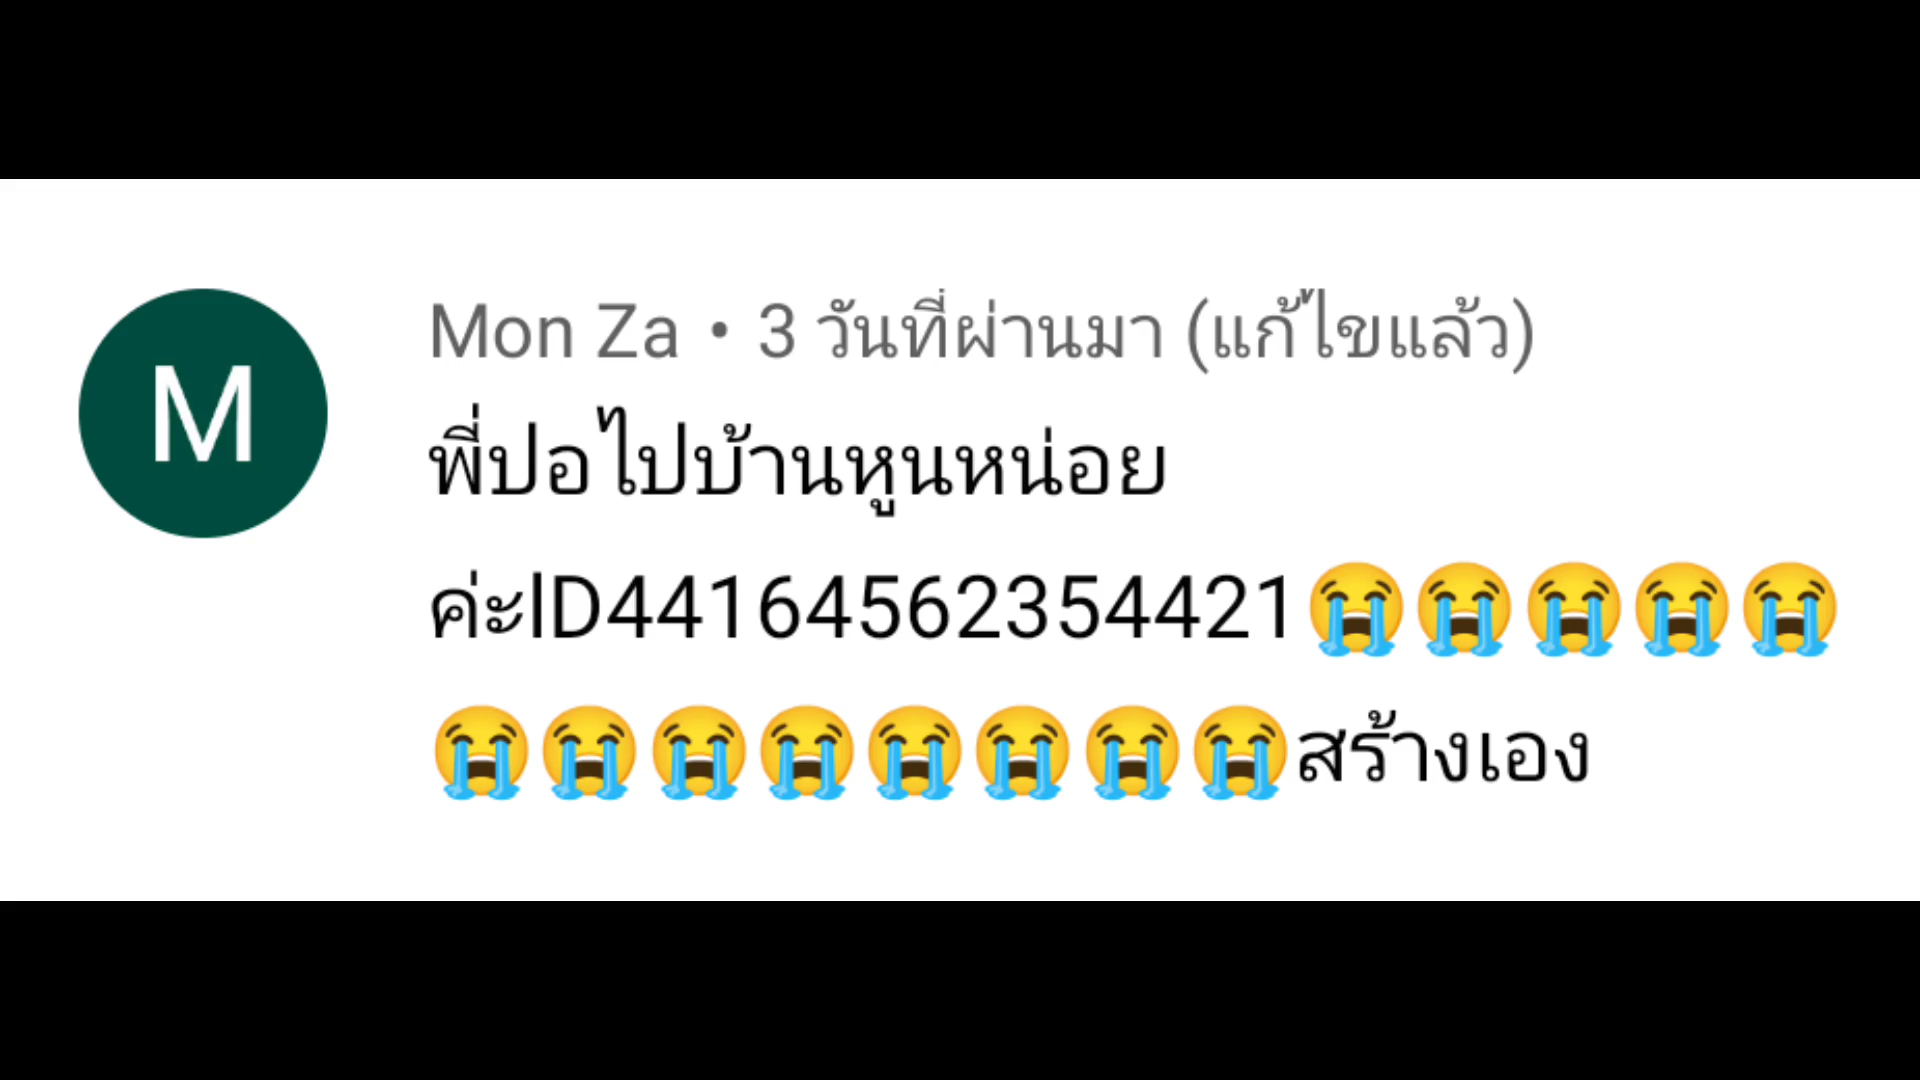 M
Mon Za • 3 วันที่ผ่านมา (แก้ไขแล้ว)
พี่ปอไปบ้านหูนหน่อย
ค่ะID44164562354421😭😭😭😭😭
😭😭😭😭😭😭😭😭สร้างเอง